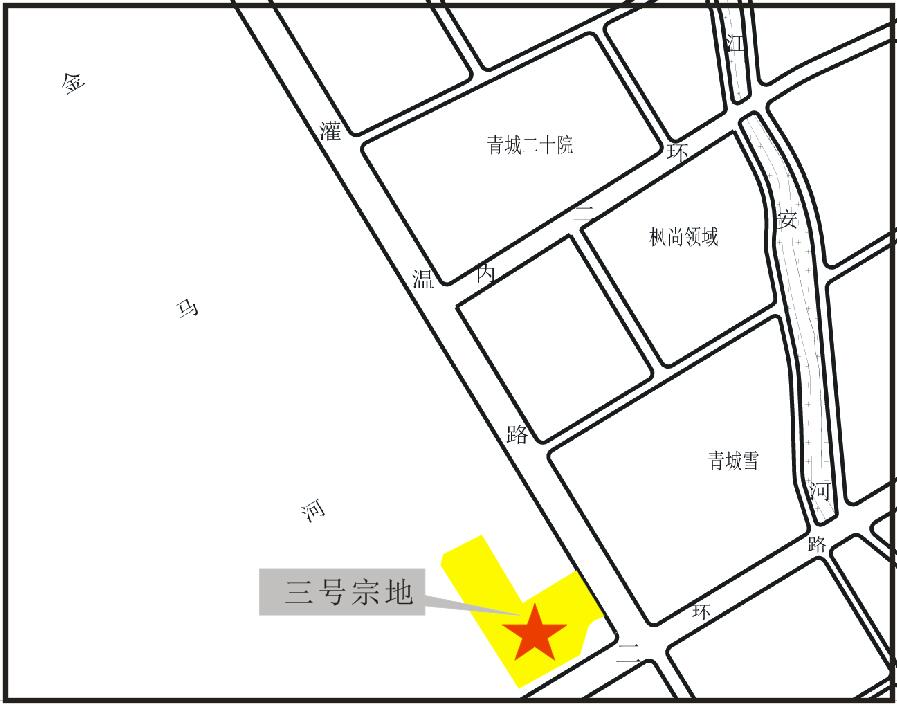 金马河
灌温路
江安河
青城二十院
内二环
枫尚领域
青城雪
三号宗地
二环路